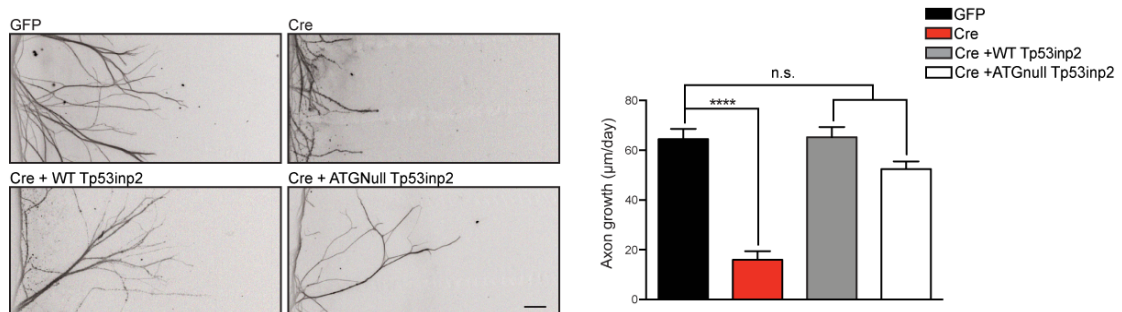 GFP
Cre
Cre + WT Tp53inp2
Cre + ATGNull Tp53inp2
GFP
Cre
Cre +WT Tp53inp2
Cre +ATGnull Tp53inp2
n.s.
****
Axon growth (μm/day)
80
60
40
20
0